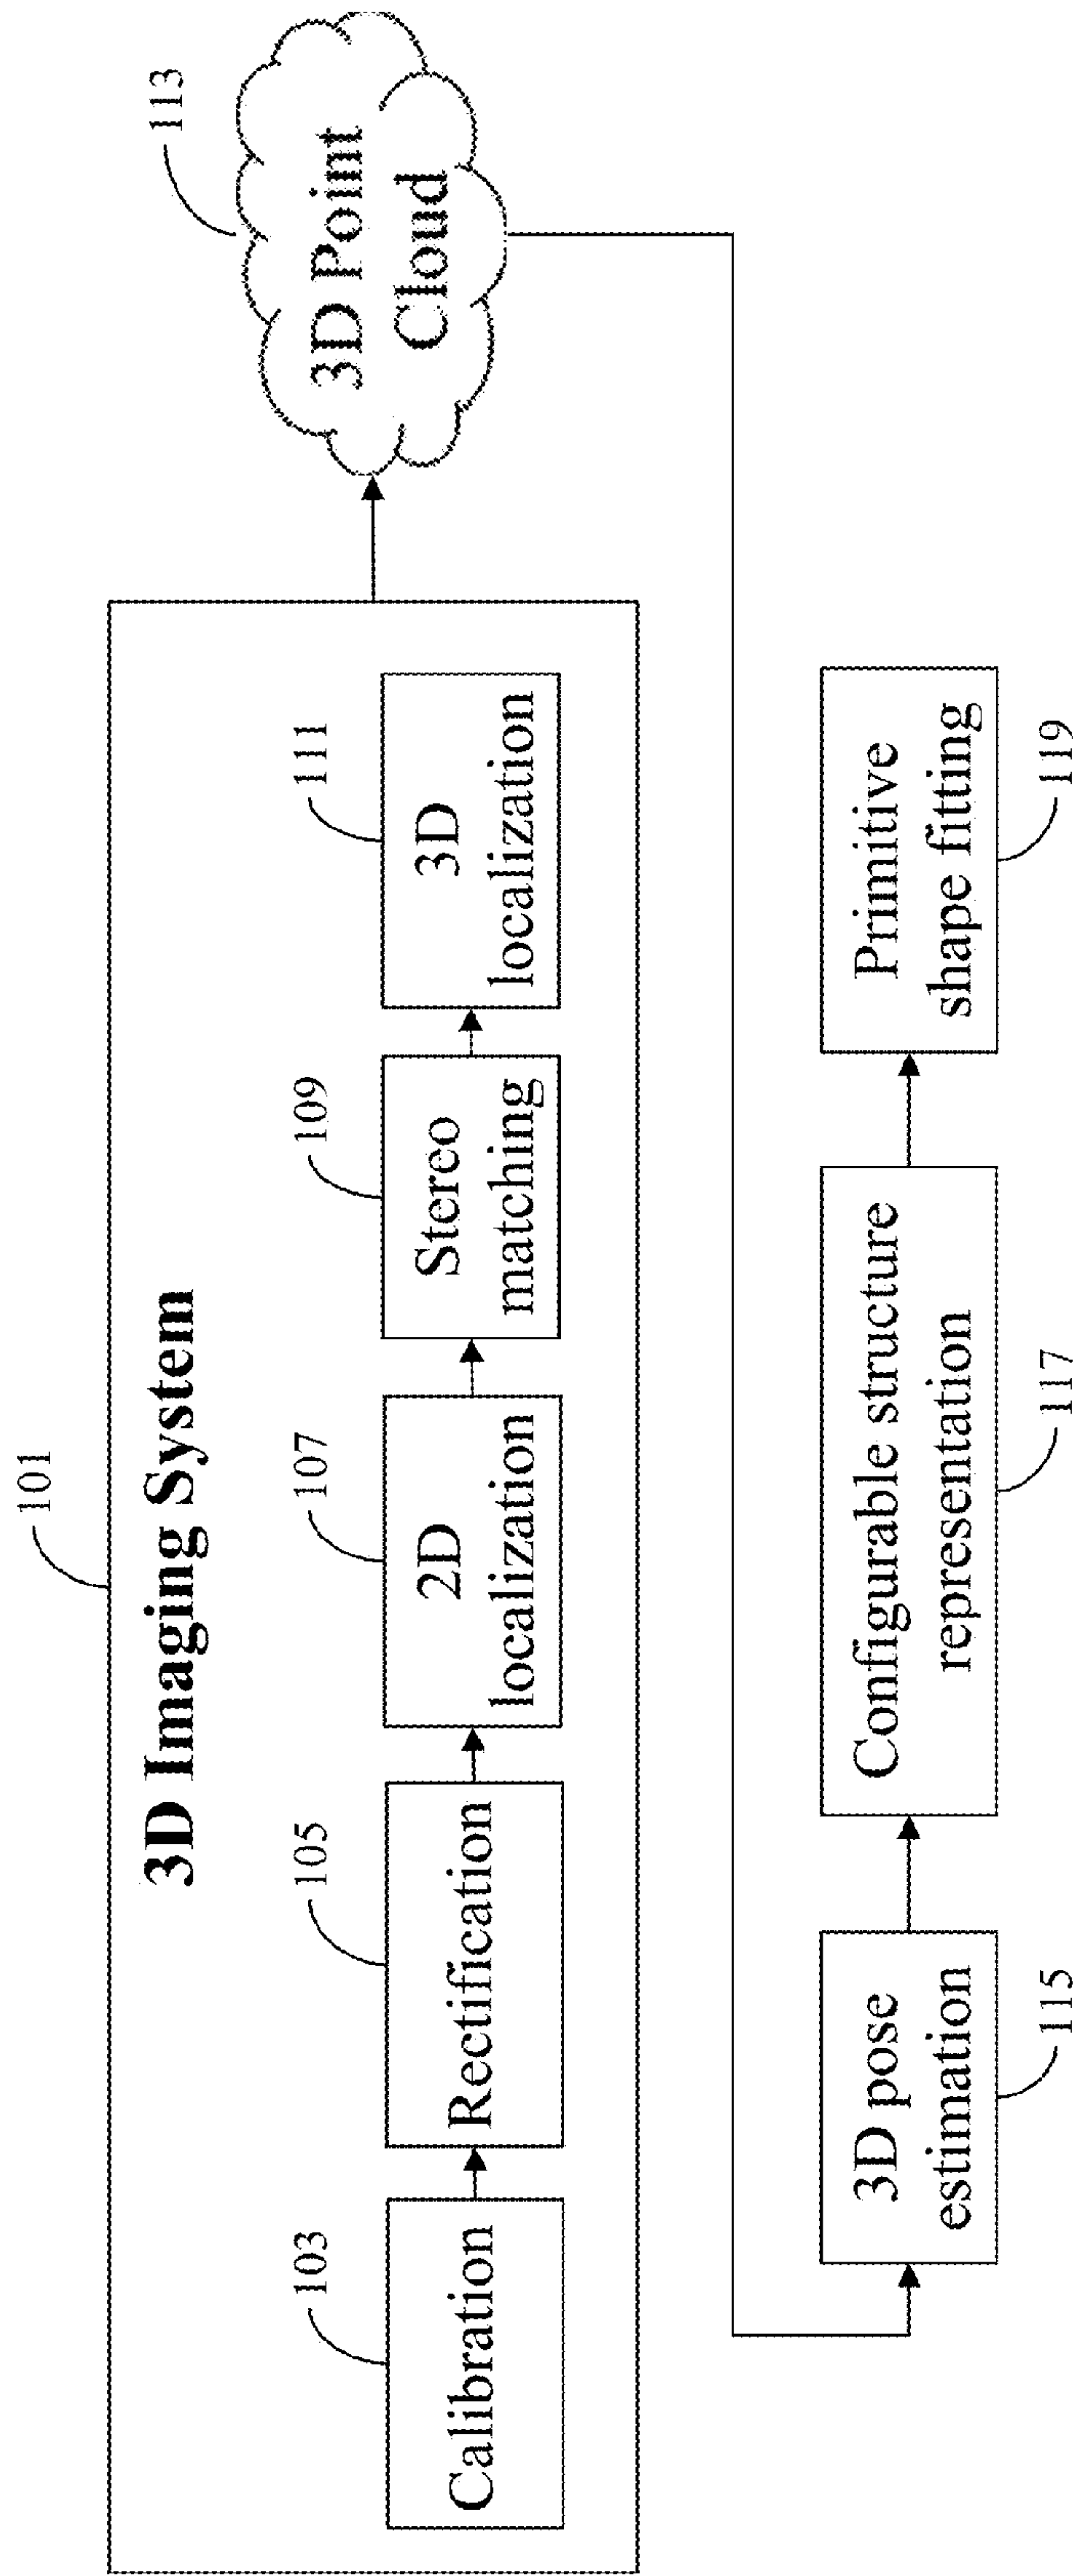 101
3D Imaging System
103
Calibration
105
Rectification
107
2D
localization
109
Stereo
matching
111
3D
localization
113
3D Point
Cloud
3D pose
estimation
115
Configurable structure
representation
117
Primitive
shape fitting
119